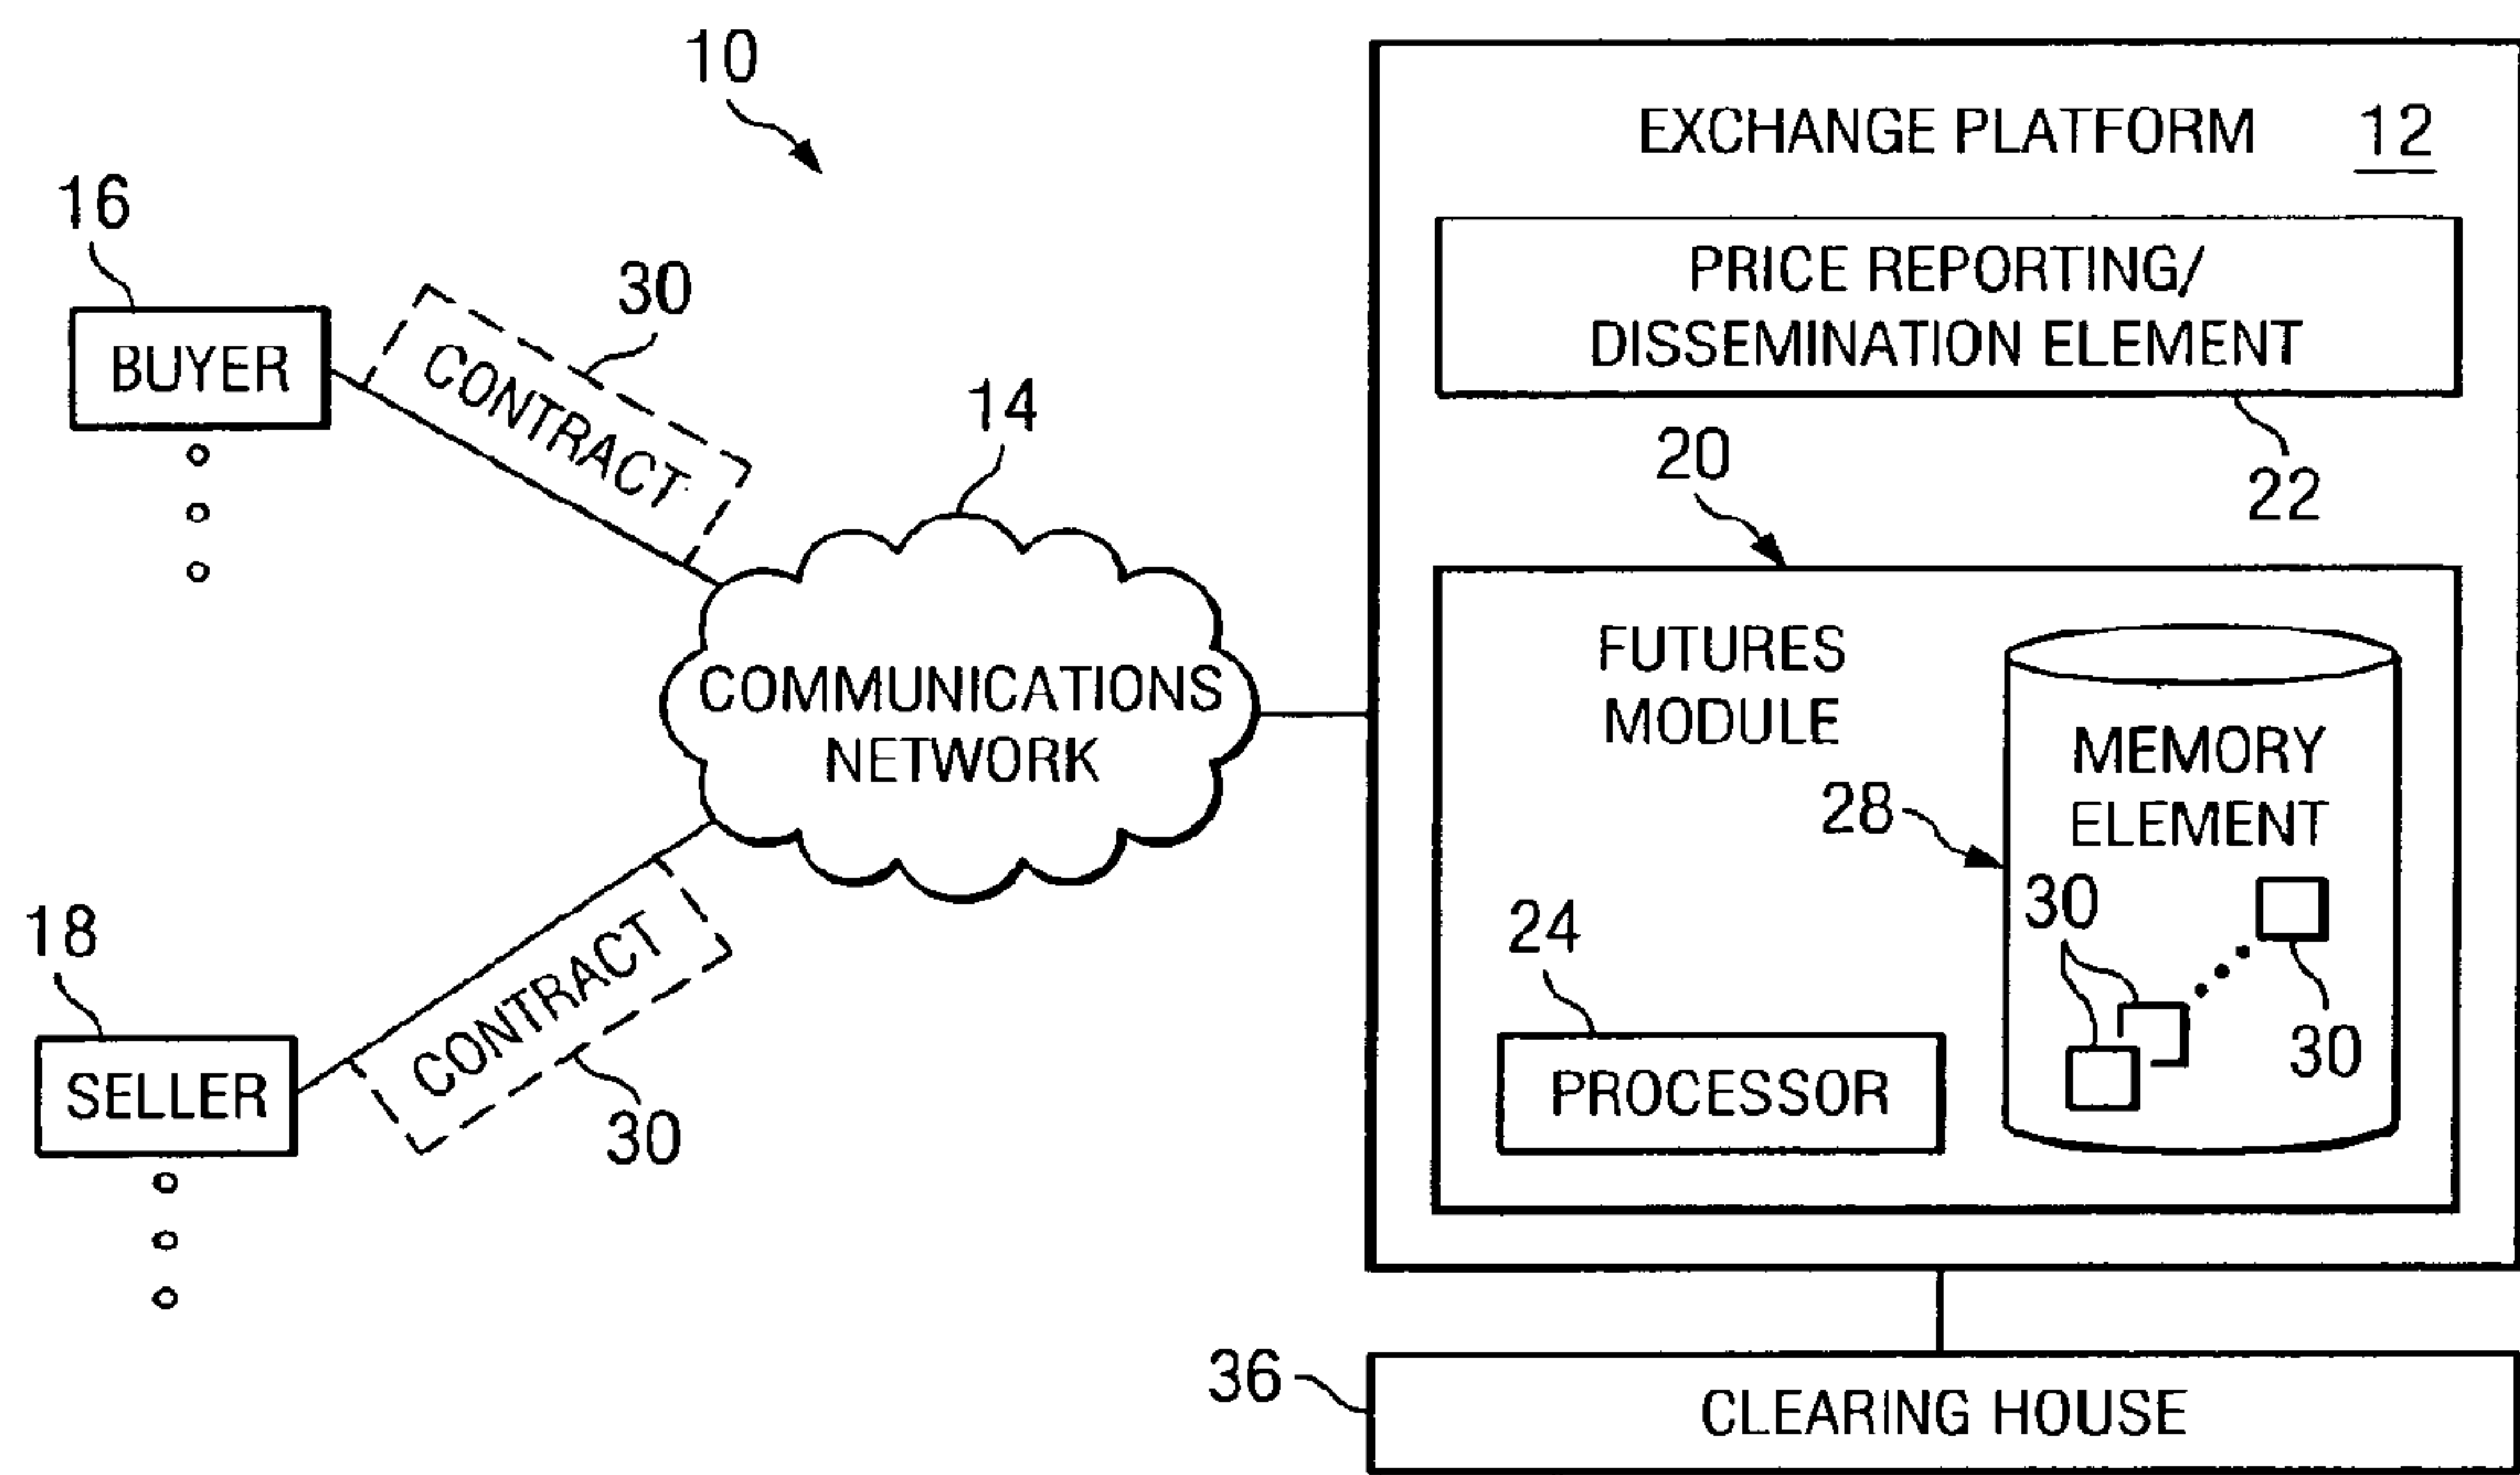 10
EXCHANGE PLATFORM 12
PRICE REPORTING/
DISSEMINATION ELEMENT
22
16
BUYER
30
CONTRACT
14
COMMUNICATIONS
NETWORK
18
SELLER
CONTRACT
30
20
FUTURES
MODULE
MEMORY
ELEMENT
28
30
30
24
PROCESSOR
36
CLEARING HOUSE